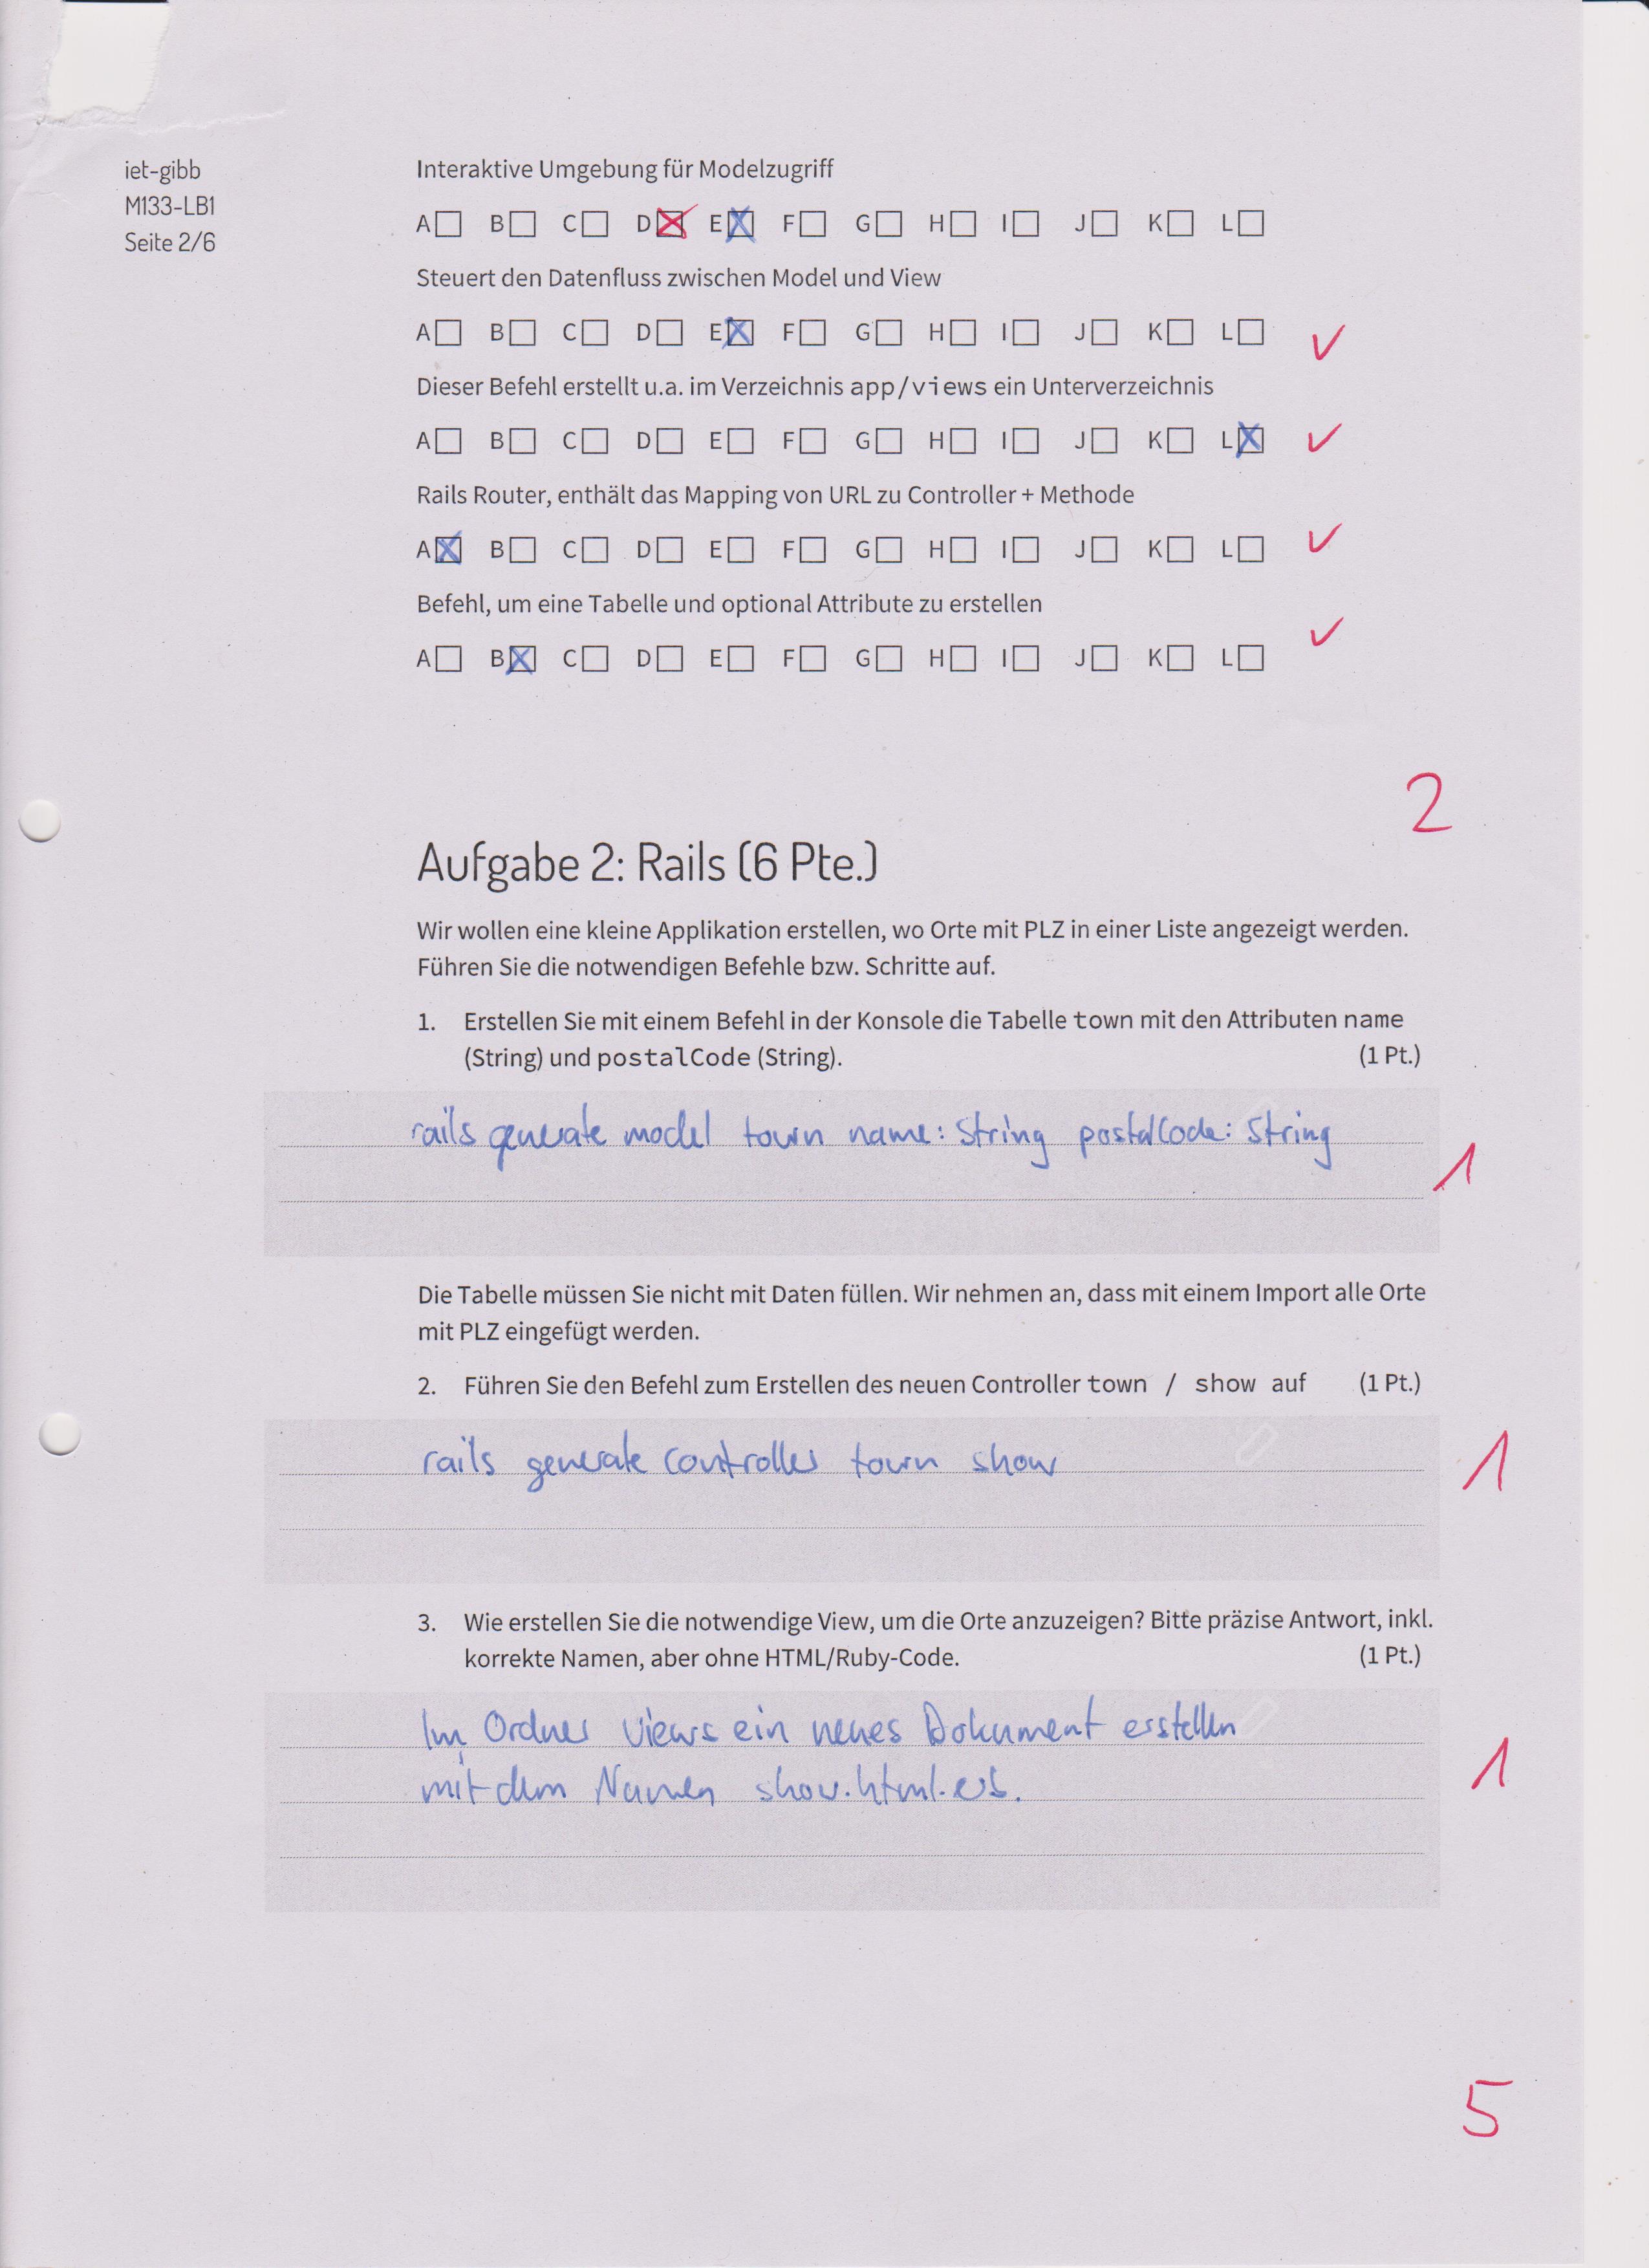 iet-gibb
M133-LB1
Seite 2/6
Interaktive Umgebung für Modelzugriff
A B C D E F G H I J K L
Steuert den Datenfluss zwischen Model und View
A B C D E F G H I J K L
Dieser Befehl erstellt u.a. im Verzeichnis app/views ein Unterverzeichnis
A B C D E F G H I J K L
Rails Router, enthält das Mapping von URL zu Controller + Methode
A B C D E F G H I J K L
Befehl, um eine Tabelle und optional Attribute zu erstellen
A B C D E F G H I J K L
2
Aufgabe 2: Rails (6 Pte.)
Wir wollen eine kleine Applikation erstellen, wo Orte mit PLZ in einer Liste angezeigt werden.
Führen Sie die notwendigen Befehle bzw. Schritte auf.
1. Erstellen Sie mit einem Befehl in der Konsole die Tabelle town mit den Attributen name
(String) und postalCode (String). (1 Pt.)
rails generate model town name: String postalCode: String
1
Die Tabelle müssen Sie nicht mit Daten füllen. Wir nehmen an, dass mit einem Import alle Orte
mit PLZ eingefügt werden.
2. Führen Sie den Befehl zum Erstellen des neuen Controller town / show auf (1 Pt.)
rails generate controller town show
1
3. Wie erstellen Sie die notwendige View, um die Orte anzuzeigen? Bitte präzise Antwort, inkl.
korrekte Namen, aber ohne HTML/Ruby-Code. (1 Pt.)
Im Ordner views ein neues Dokument erstellen
mit dem Namen show.html.erb.
1
5